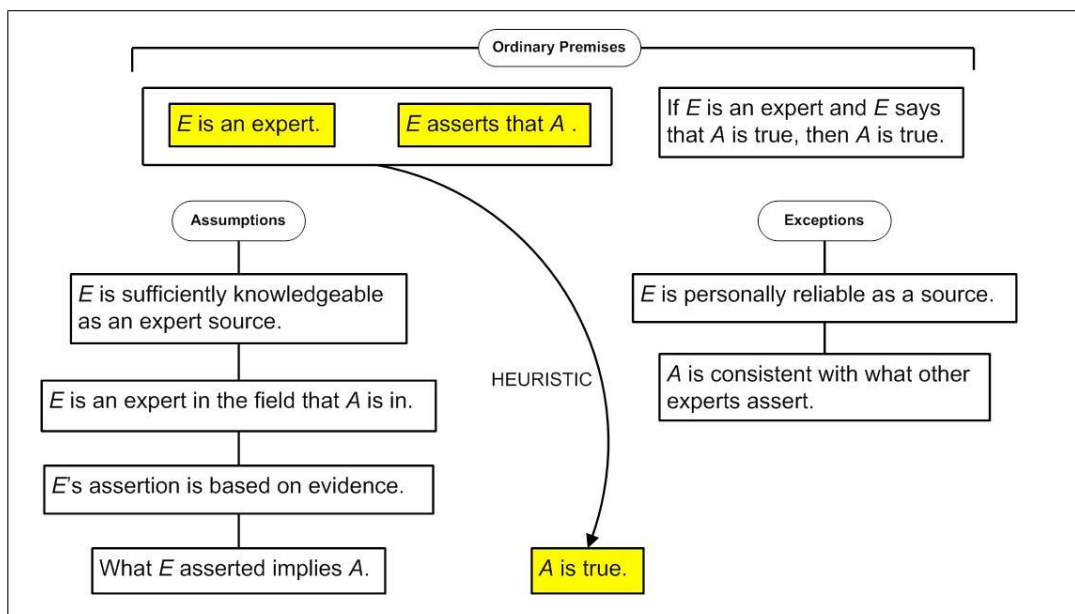 Ordinary Premises
E is an expert.
E asserts that A .
If E is an expert and E says
that A is true, then A is true.
Assumptions
Exceptions
E is sufficiently knowledgeable
as an expert source.
E is personally reliable as a source.
HEURISTIC
A is consistent with what other
experts assert.
E is an expert in the field that A is in.
E's assertion is based on evidence.
What E asserted implies A.
A is true.